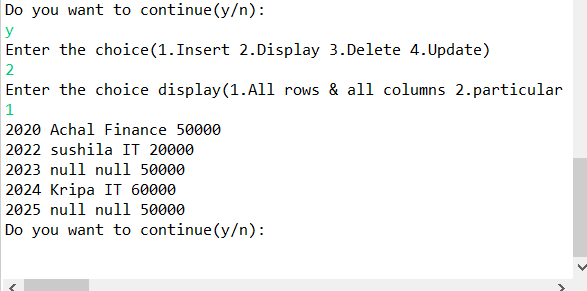 Do you want to continue(y/n):
y
Enter the choice(1.Insert 2.Display 3.Delete 4.Update)
2
Enter the choice display(1.All rows & all columns 2.particular
1
2020 Achal Finance 50000
2022 sushila IT 20000
2023 null null 50000
2024 Kripa IT 60000
2025 null null 50000
Do you want to continue(y/n):